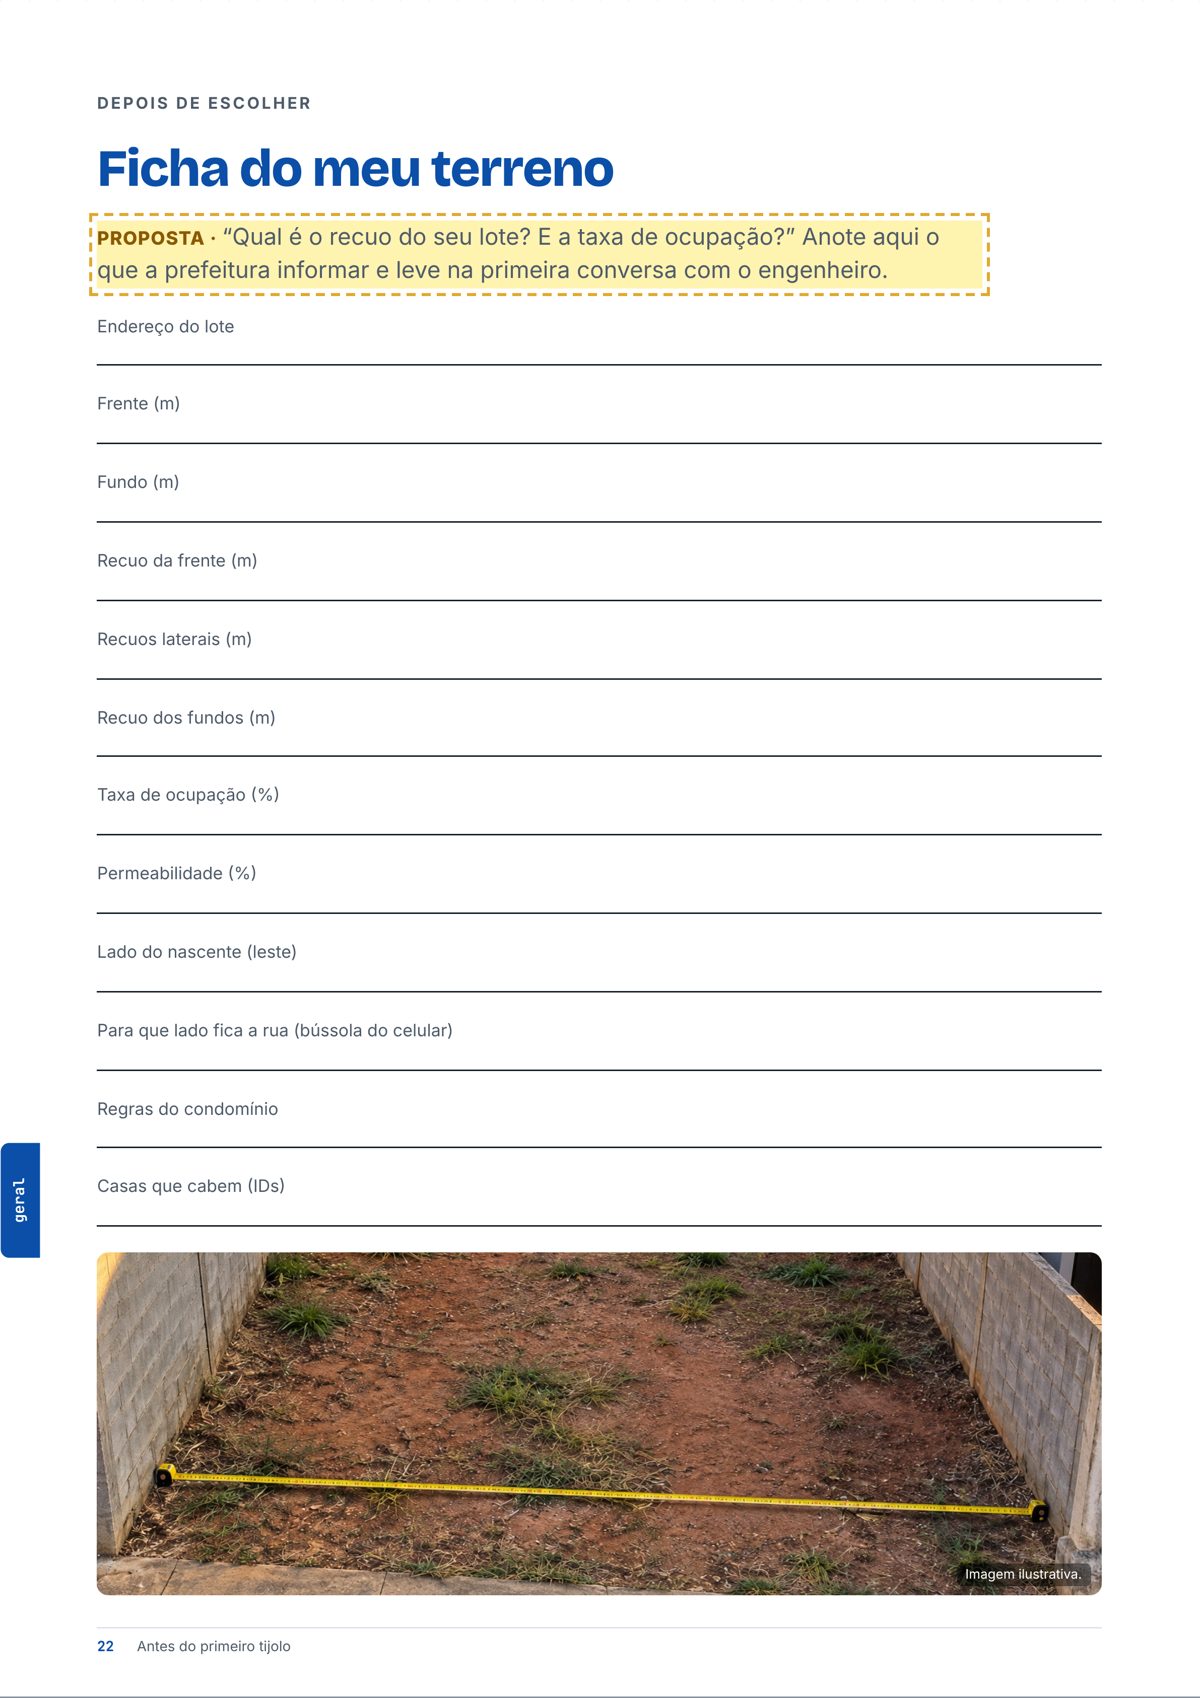 DEPOIS DE ESCOLHER
Ficha do meu terreno
PROPOSTA · “Qual é o recuo do seu lote? E a taxa de ocupação?” Anote aqui o
que a prefeitura informar e leve na primeira conversa com o engenheiro.
Endereço do lote
Frente (m)
Fundo (m)
Recuo da frente (m)
Recuos laterais (m)
Recuo dos fundos (m)
Taxa de ocupação (%)
Permeabilidade (%)
Lado do nascente (leste)
Para que lado fica a rua (bússola do celular)
Regras do condomínio
geral
Casas que cabem (IDs)
Imagem ilustrativa.
22 Antes do primeiro tijolo